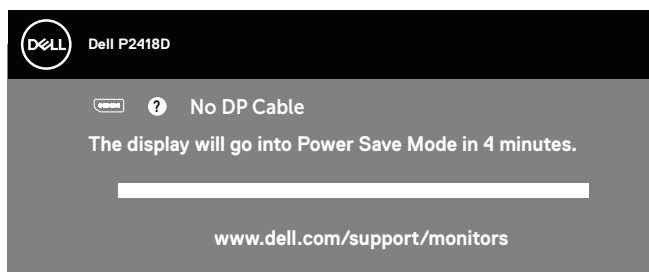 DELL Dell P2418D
? No DP Cable
The display will go into Power Save Mode in 4 minutes.
www.dell.com/support/monitors